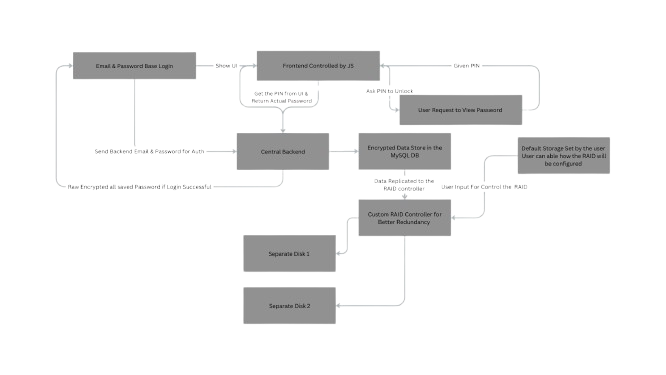 Email & Password Base Login
Show UI
Frontend Controlled by JS
Given PIN
Get the PIN from UI &
Return Actual Password
Ask PIN to Unlock
User Request to View Password
Send Backend Email & Password for Auth
Central Backend
Encrypted Data Store in the
MySQL DB
Default Storage Set by the user
User can able how the RAID will
be configured
Raw Encrypted all saved Password if Login Successful
Data Replicated to the
RAID controller
User Input For Control the RAID
Custom RAID Controller for
Better Redundancy
Separate Disk 1
Separate Disk 2